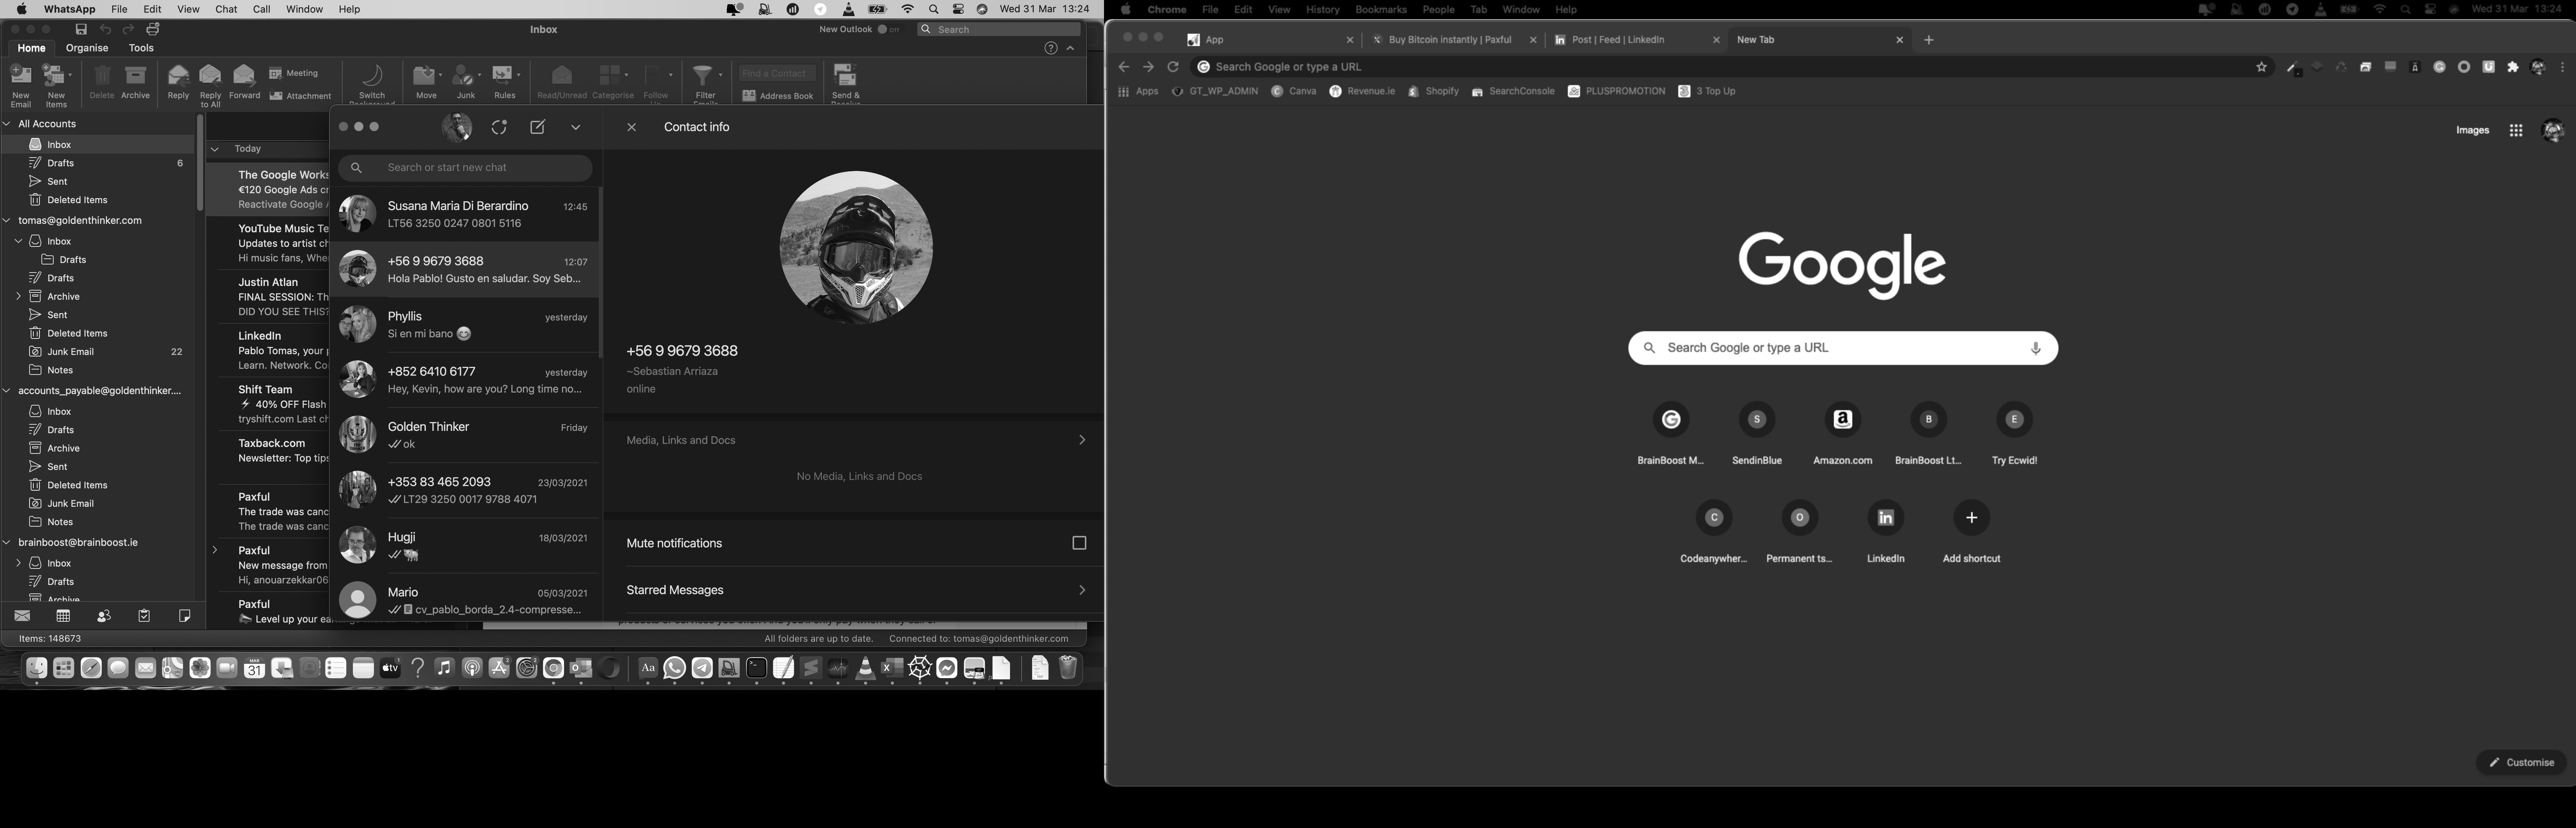 WhatsApp File Edit View Chat Call Window Help
Wed 31 Mar 13:24
Inbox
New Outlook
Search
Home Organise Tools
New Email
New Items
Delete
Archive
Reply
Reply to All
Forward
Meeting
Attachment
Switch
Move
Junk
Rules
Read/Unread
Categorise
Follow
Filter
Find a Contact
Address Book
Send &
All Accounts
Inbox
Drafts 6
Sent
Deleted Items
tomas@goldenthinker.com
Inbox
Drafts
Drafts
Archive
Sent
Deleted Items
Junk Email 22
Notes
accounts_payable@goldenthinker....
Inbox
Drafts
Archive
Sent
Deleted Items
Junk Email
Notes
brainboost@brainboost.ie
Inbox
Drafts
Archive
Items: 148673
Today
The Google Works
€120 Google Ads cr
Reactivate Google A
YouTube Music Te
Updates to artist ch
Hi music fans, Whe
Justin Atlan
FINAL SESSION: Th
DID YOU SEE THIS?
LinkedIn
Pablo Tomas, your p
Learn. Network. Co
Shift Team
40% OFF Flash
tryshift.com Last ch
Taxback.com
Newsletter: Top tips
Paxful
The trade was canc
The trade was canc
Paxful
New message from
Hi, anouarzekkar06
Paxful
Level up your ea
Search or start new chat
Susana Maria Di Berardino 12:45
LT56 3250 0247 0801 5116
+56 9 9679 3688 12:07
Hola Pablo! Gusto en saludar. Soy Seb...
Phyllis yesterday
Si en mi bano
+852 6410 6177 yesterday
Hey, Kevin, how are you? Long time no...
Golden Thinker Friday
ok
+353 83 465 2093 23/03/2021
LT29 3250 0017 9788 4071
Hugji 18/03/2021
Mario 05/03/2021
cv_pablo_borda_2.4-compresse...
Contact info
+56 9 9679 3688
~Sebastian Arriaza
online
Media, Links and Docs
No Media, Links and Docs
Mute notifications
Starred Messages
All folders are up to date. Connected to: tomas@goldenthinker.com
MAR
31
tv
Aa
Chrome File Edit View History Bookmarks People Tab Window Help
Wed 31 Mar 13:24
App
Buy Bitcoin instantly | Paxful
Post | Feed | LinkedIn
New Tab
Search Google or type a URL
Apps GT_WP_ADMIN Canva Revenue.ie Shopify SearchConsole PLUSPROMOTION 3 Top Up
Images
Google
Search Google or type a URL
BrainBoost M...
SendinBlue
Amazon.com
BrainBoost Lt...
Try Ecwid!
Codeanywher...
Permanent ts...
LinkedIn
Add shortcut
Customise